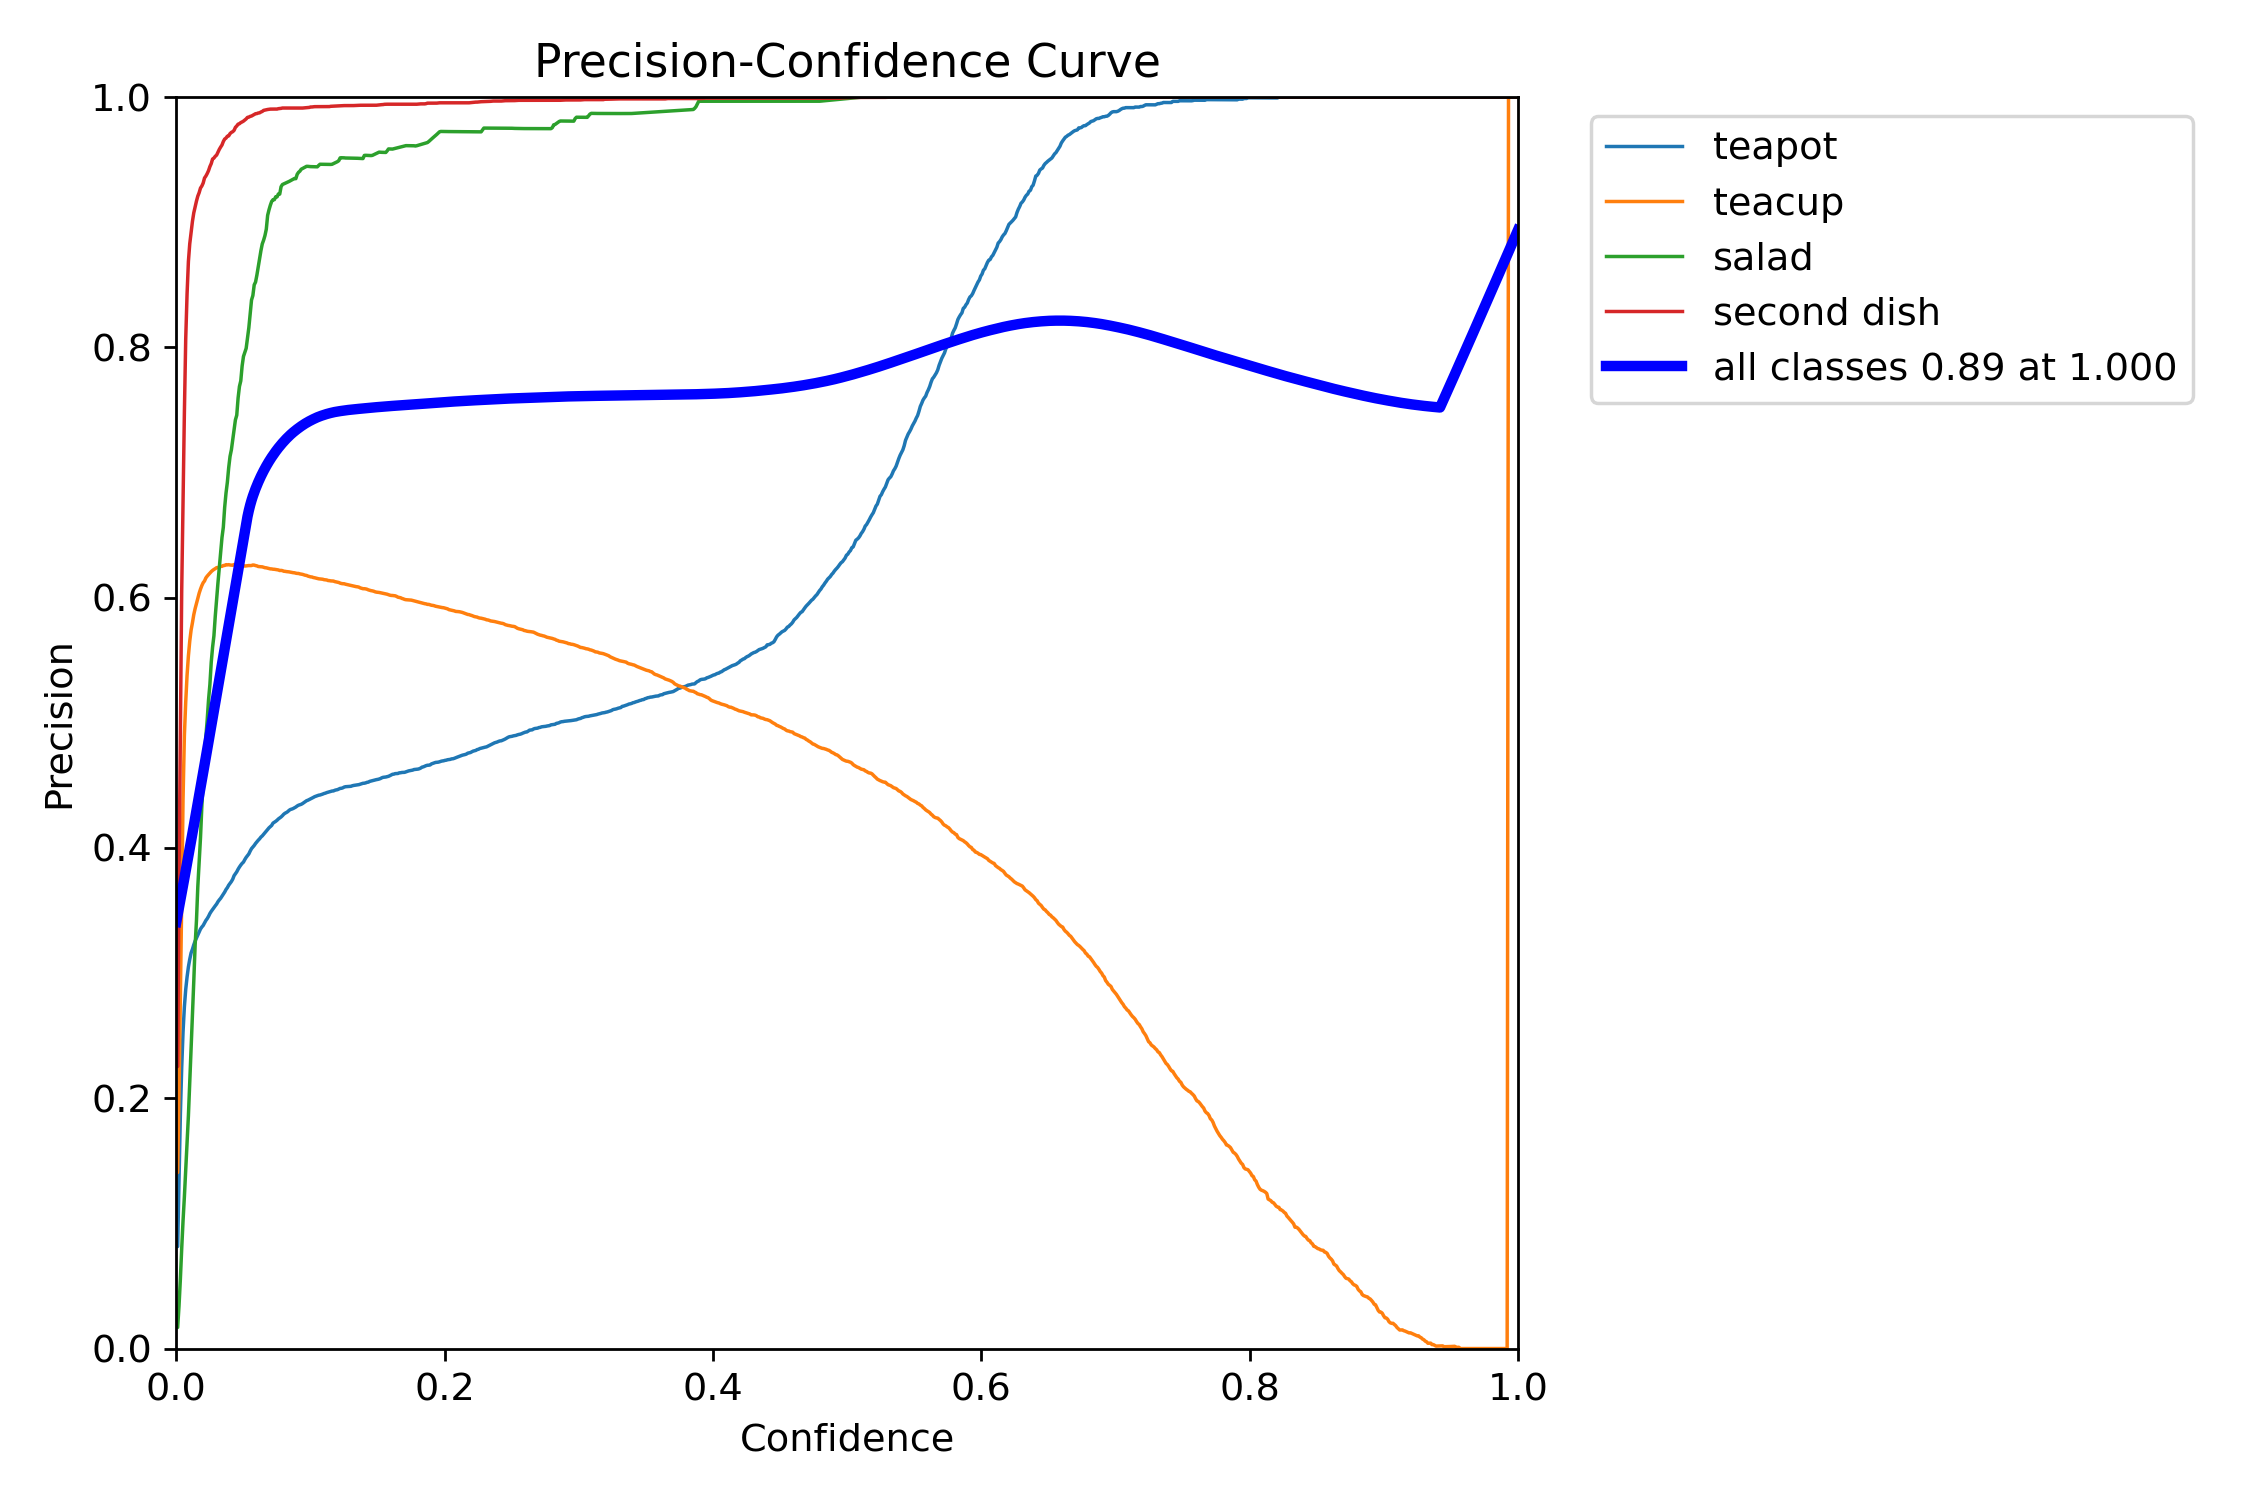 Precision-Confidence Curve
1.0
0.8
0.6
0.4
0.2
0.0
Precision
0.0 0.2 0.4 0.6 0.8 1.0
Confidence
teapot
teacup
salad
second dish
all classes 0.89 at 1.000